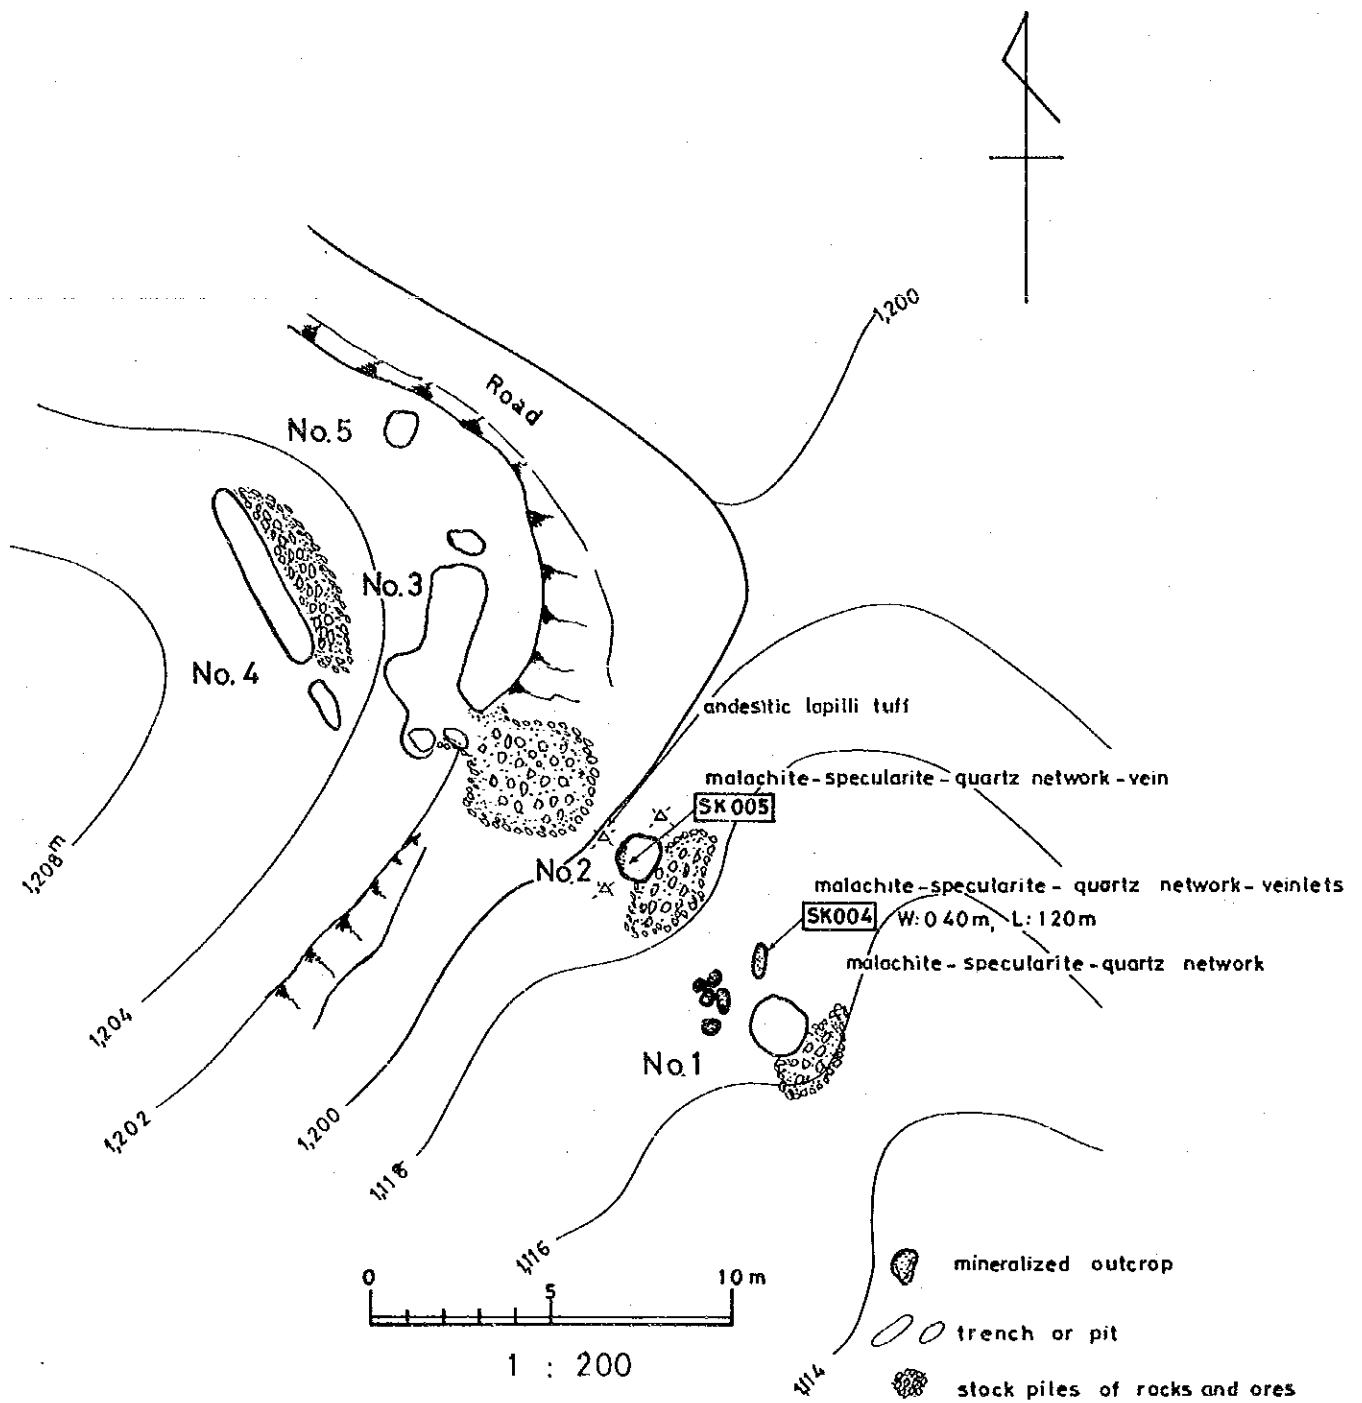 1,200
Road
No.5
No.3
No.4
andesitic lapilli tuff
malachite-specularite-quartz network-vein
SK005
No.2
1,208m
malachite-specularite-quartz network-veinlets
SK004 W:0.40m, L:1.20m
malachite-specularite-quartz network
1,204
No.1
1,202
1,200
1,118
1,116
mineralized outcrop
0 5 10m
trench or pit
1 : 200
1,114
stock piles of rocks and ores